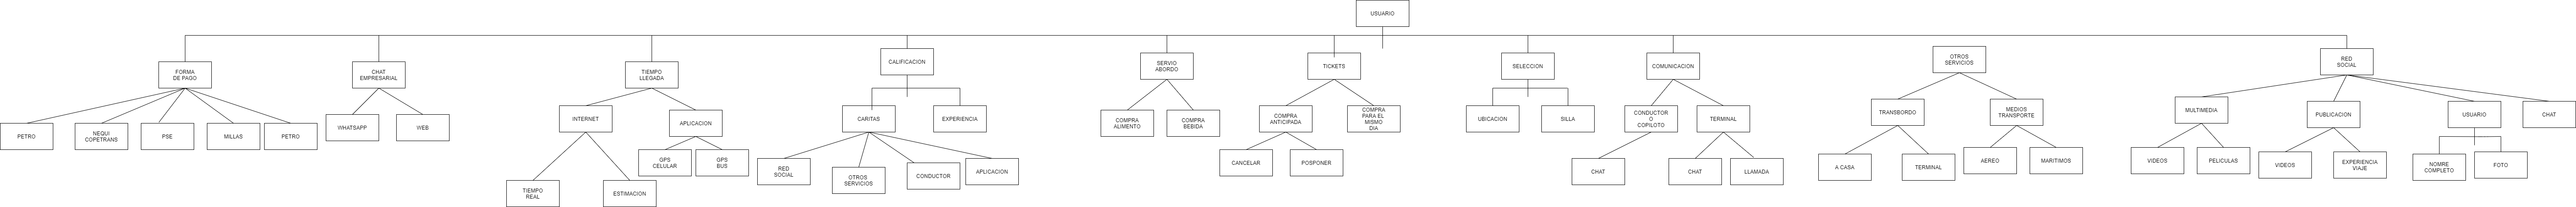 USUARIO
FORMA
DE PAGO
CHAT
EMPRESARIAL
TIEMPO
LLEGADA
CALIFICACION
SERVIO
ABORDO
TICKETS
SELECCION
COMUNICACION
OTROS
SERVICIOS
RED
SOCIAL
PETRO
NEQUI
COPETRANS
PSE
MILLAS
PETRO
WHATSAPP
WEB
INTERNET
APLICACION
CARITAS
EXPERIENCIA
COMPRA
ALIMENTO
COMPRA
BEBIDA
COMPRA
ANTICIPADA
COMPRA
PARA EL
MISMO
DIA
UBICACION
SILLA
CONDUCTOR
O
COPILOTO
TERMINAL
TRANSBORDO
MEDIOS
TRANSPORTE
MULTIMEDIA
PUBLICACION
USUARIO
CHAT
TIEMPO
REAL
ESTIMACION
GPS
CELULAR
GPS
BUS
RED
SOCIAL
OTROS
SERVICIOS
CONDUCTOR
APLICACION
CANCELAR
POSPONER
CHAT
CHAT
LLAMADA
A CASA
TERMINAL
AEREO
MARITIMOS
VIDEOS
PELICULAS
VIDEOS
EXPERIENCIA
VIAJE
NOMRE
COMPLETO
FOTO